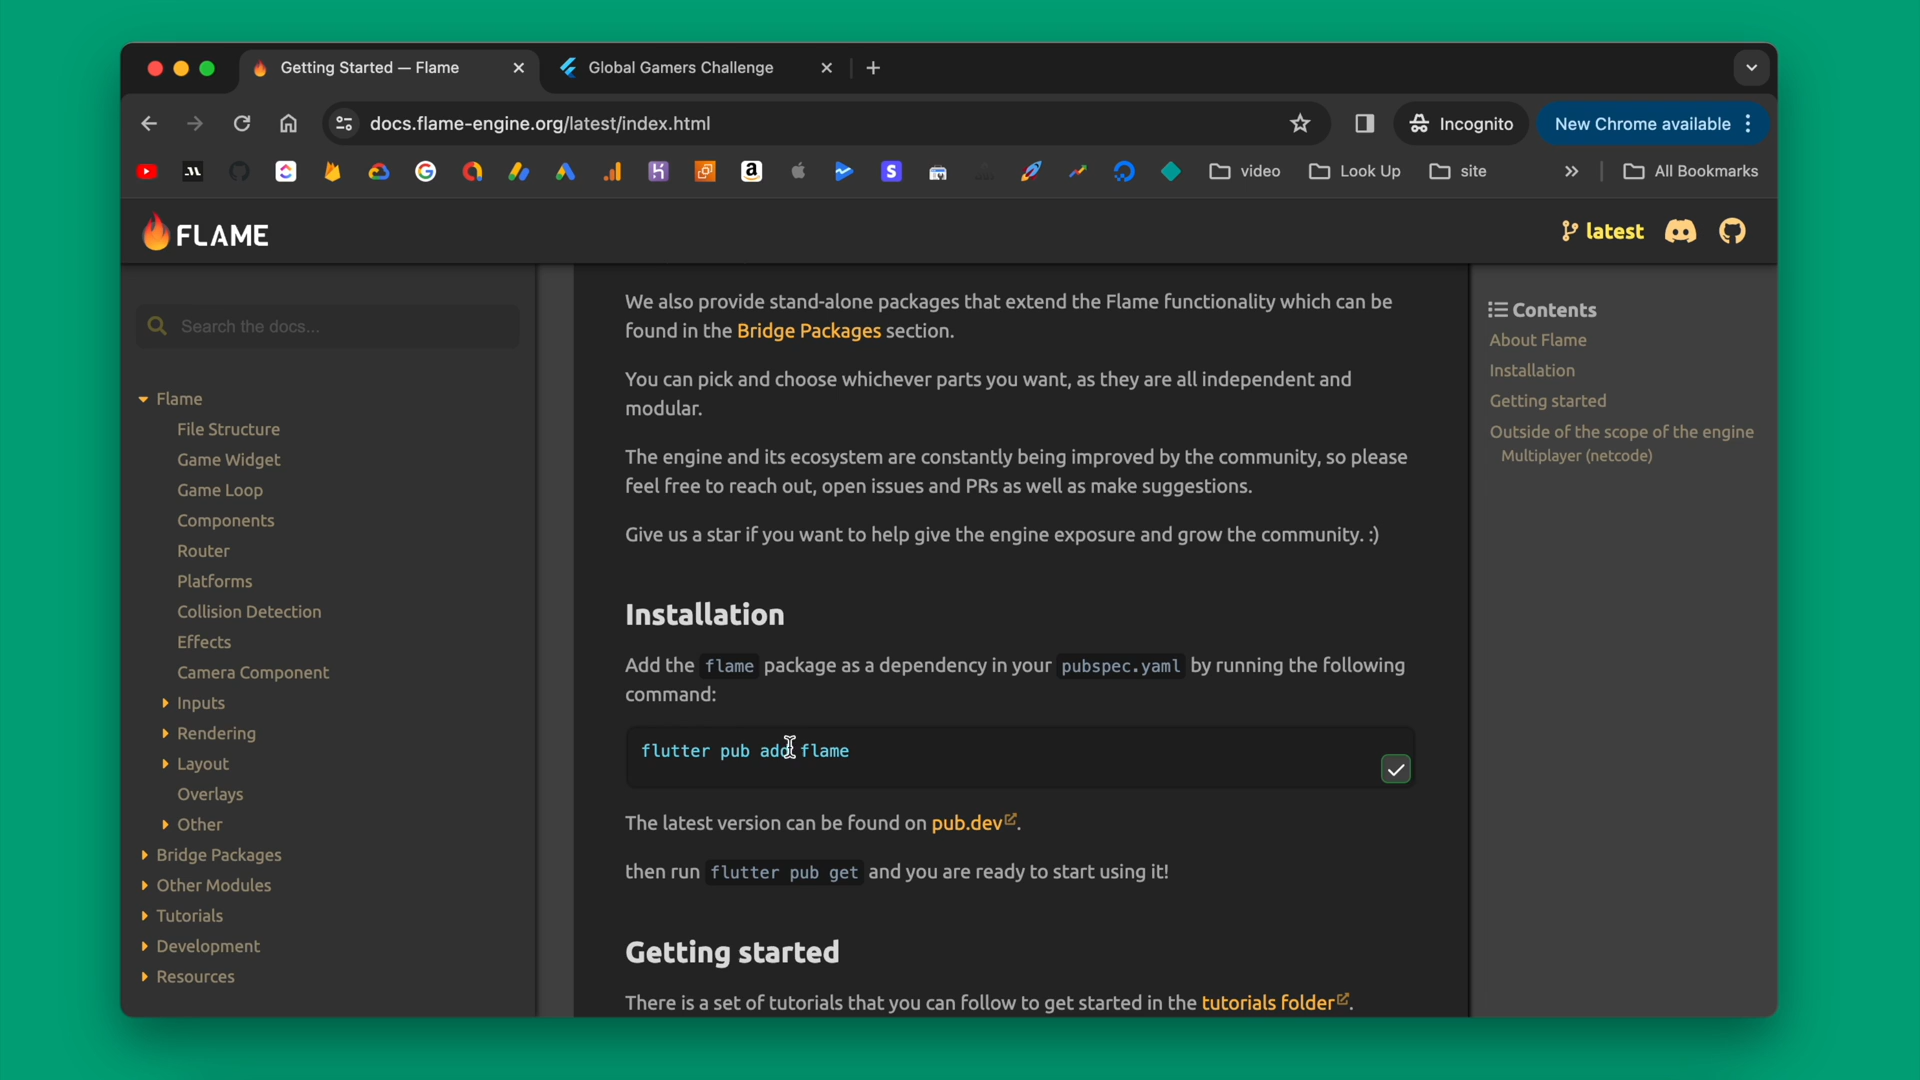 Getting Started — Flame
Global Gamers Challenge
docs.flame-engine.org/latest/index.html
Incognito
New Chrome available
video
Look Up
site
All Bookmarks
FLAME
latest
Search the docs...
Flame
File Structure
Game Widget
Game Loop
Components
Router
Platforms
Collision Detection
Effects
Camera Component
Inputs
Rendering
Layout
Overlays
Other
Bridge Packages
Other Modules
Tutorials
Development
Resources
We also provide stand-alone packages that extend the Flame functionality which can be
found in the Bridge Packages section.
You can pick and choose whichever parts you want, as they are all independent and
modular.
The engine and its ecosystem are constantly being improved by the community, so please
feel free to reach out, open issues and PRs as well as make suggestions.
Give us a star if you want to help give the engine exposure and grow the community. :)
Installation
Add the flame package as a dependency in your pubspec.yaml by running the following
command:
flutter pub add flame
The latest version can be found on pub.dev.
then run flutter pub get and you are ready to start using it!
Getting started
There is a set of tutorials that you can follow to get started in the tutorials folder.
Contents
About Flame
Installation
Getting started
Outside of the scope of the engine
Multiplayer (netcode)